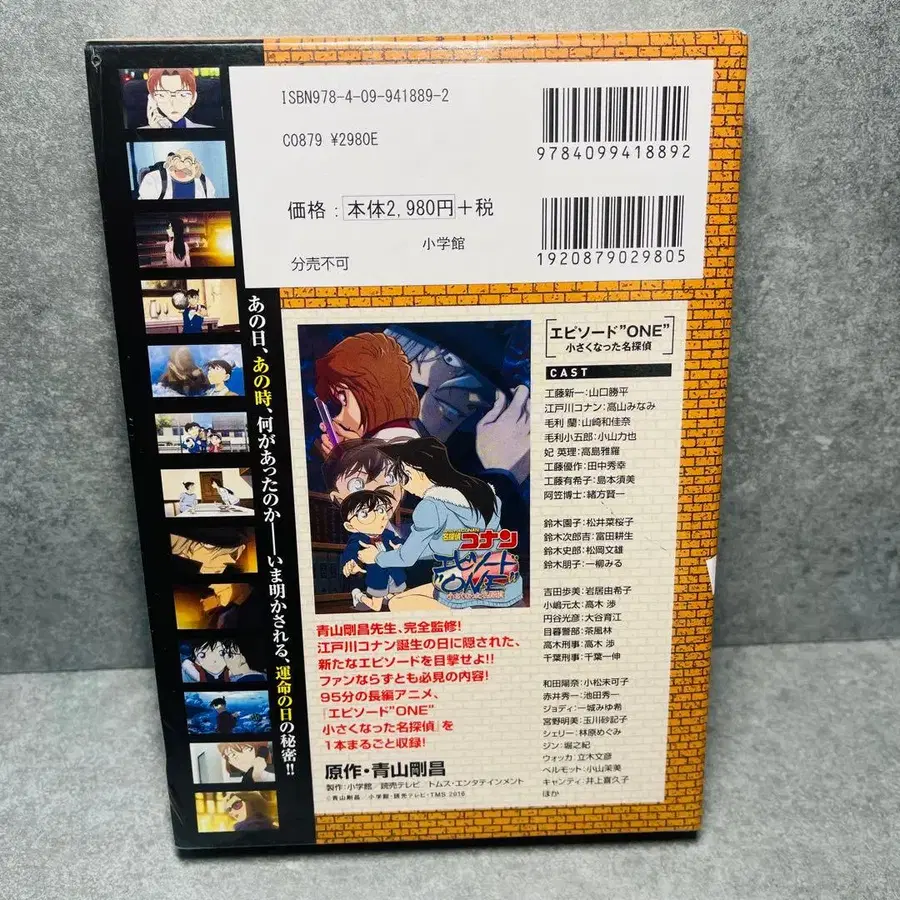 ISBN978-4-09-941889-2
C0879 ¥2980E
9784099418892
価格：本体2,980円＋税
小学館
分売不可
1920879029805
あの日、あの時、何があったのか──いま明かされる、運命の日の秘密!!
名探偵コナン
エピソード"ONE"
小さくなった名探偵
青山剛昌先生、完全監修!
江戸川コナン誕生の日に隠された、
新たなエピソードを目撃せよ!!
ファンならずとも必見の内容!
95分の長編アニメ、
『エピソード"ONE"
小さくなった名探偵』を
1本まるごと収録!
原作・青山剛昌
製作：小学館／読売テレビ トムス・エンタテインメント
©青山剛昌／小学館・読売テレビ・TMS 2016
エピソード"ONE"
小さくなった名探偵
CAST
工藤新一：山口勝平
江戸川コナン：高山みなみ
毛利 蘭：山崎和佳奈
毛利小五郎：小山力也
妃 英理：高島雅羅
工藤優作：田中秀幸
工藤有希子：島本須美
阿笠博士：緒方賢一
鈴木園子：松井菜桜子
鈴木次郎吉：富田耕生
鈴木史郎：松岡文雄
鈴木朋子：一柳みる
吉田歩美：岩居由希子
小嶋元太：高木 渉
円谷光彦：大谷育江
目暮警部：茶風林
高木刑事：高木 渉
千葉刑事：千葉一伸
和田陽奈：小松未可子
赤井秀一：池田秀一
ジョディ：一城みゆ希
宮野明美：玉川砂記子
シェリー：林原めぐみ
ジン：堀之紀
ウォッカ：立木文彦
ベルモット：小山茉美
キャンティ：井上喜久子
ほか